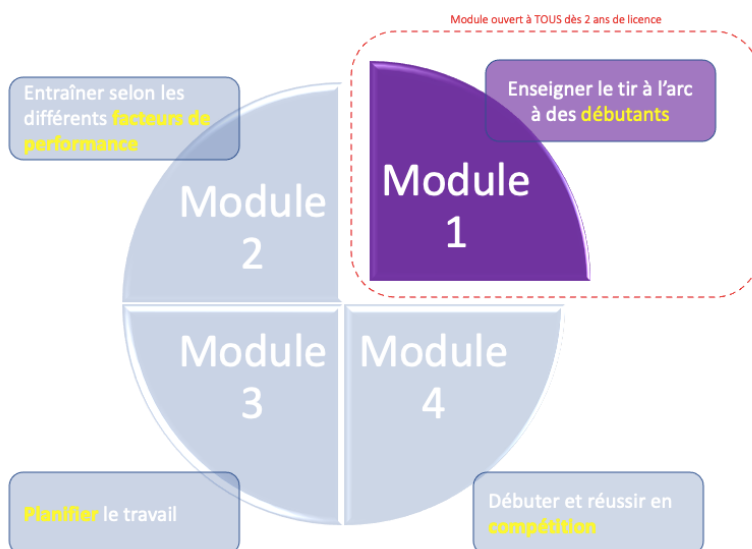 Module ouvert à TOUS dès 2 ans de licence
Entraîner selon les
différents facteurs de
performance
Enseigner le tir à l'arc
à des débutants
Module
2
Module
1
Module
3
Module
4
Planifier le travail
Débuter et réussir en
compétition